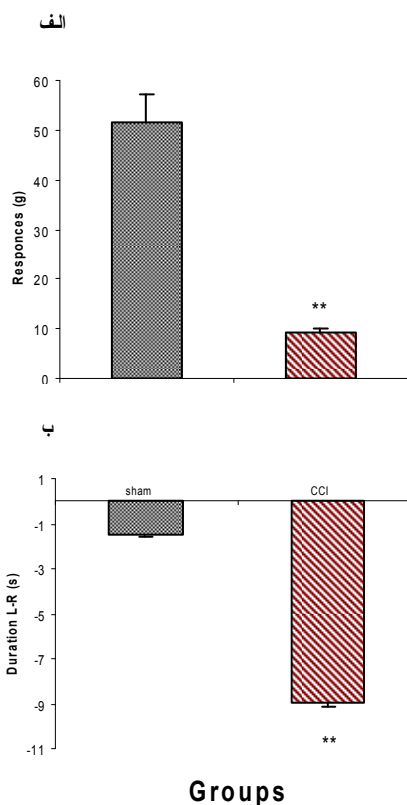 الف
60
50
40
30
20
10
0
Responces (g)
**
ب
1
-1
-3
-5
-7
-9
-11
Duration L-R (s)
sham CCI
**
Groups